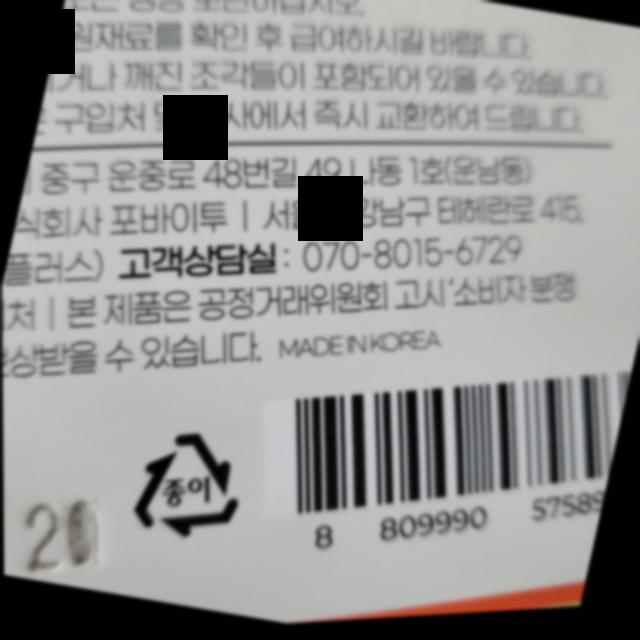 원재료를 확인 후 급여하시길 바랍니다.
거나 깨진 조각들이 포함되어 있을 수 있습니다.
구입처 사에서 즉시 교환하여 드립니다.
중구 운중로 48번길 49 나동 1호(운남동)
식회사 포바이투 | 서 강남구 테헤란로 415,
플러스) 고객상담실 : 070-8015-6729
처 | 본 제품은 공정거래위원회 고시 '소비자 분쟁
보상받을 수 있습니다. MADE IN KOREA
종이
8 809990 57589
20